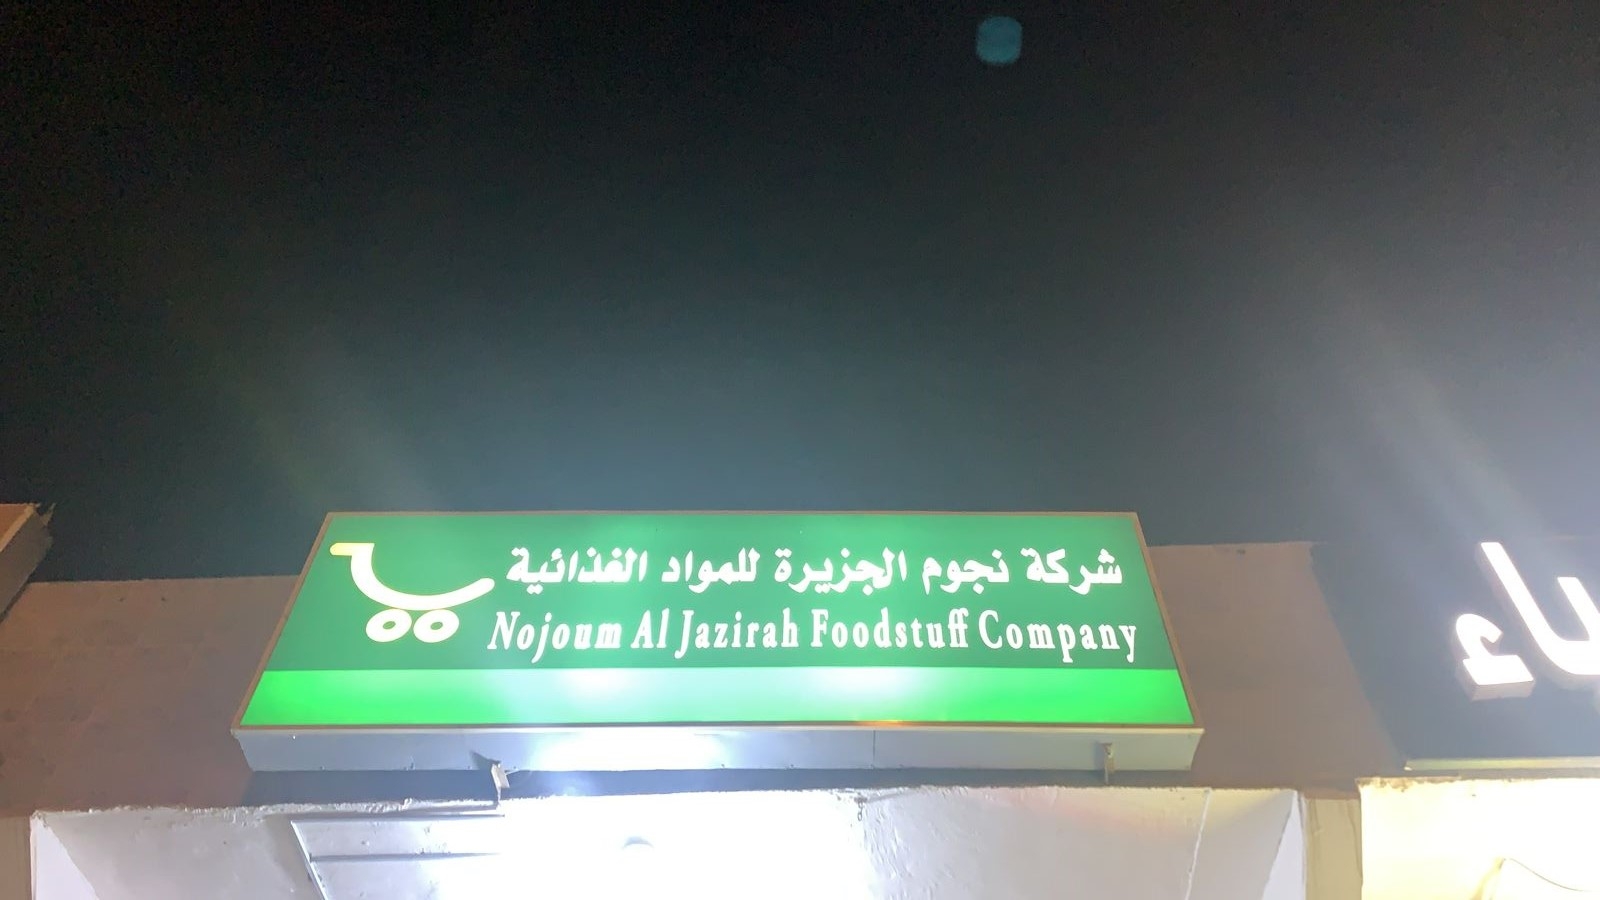 شركة نجوم الجزيرة للمواد الغذائية
Nojoum Al Jazirah Foodstuff Company